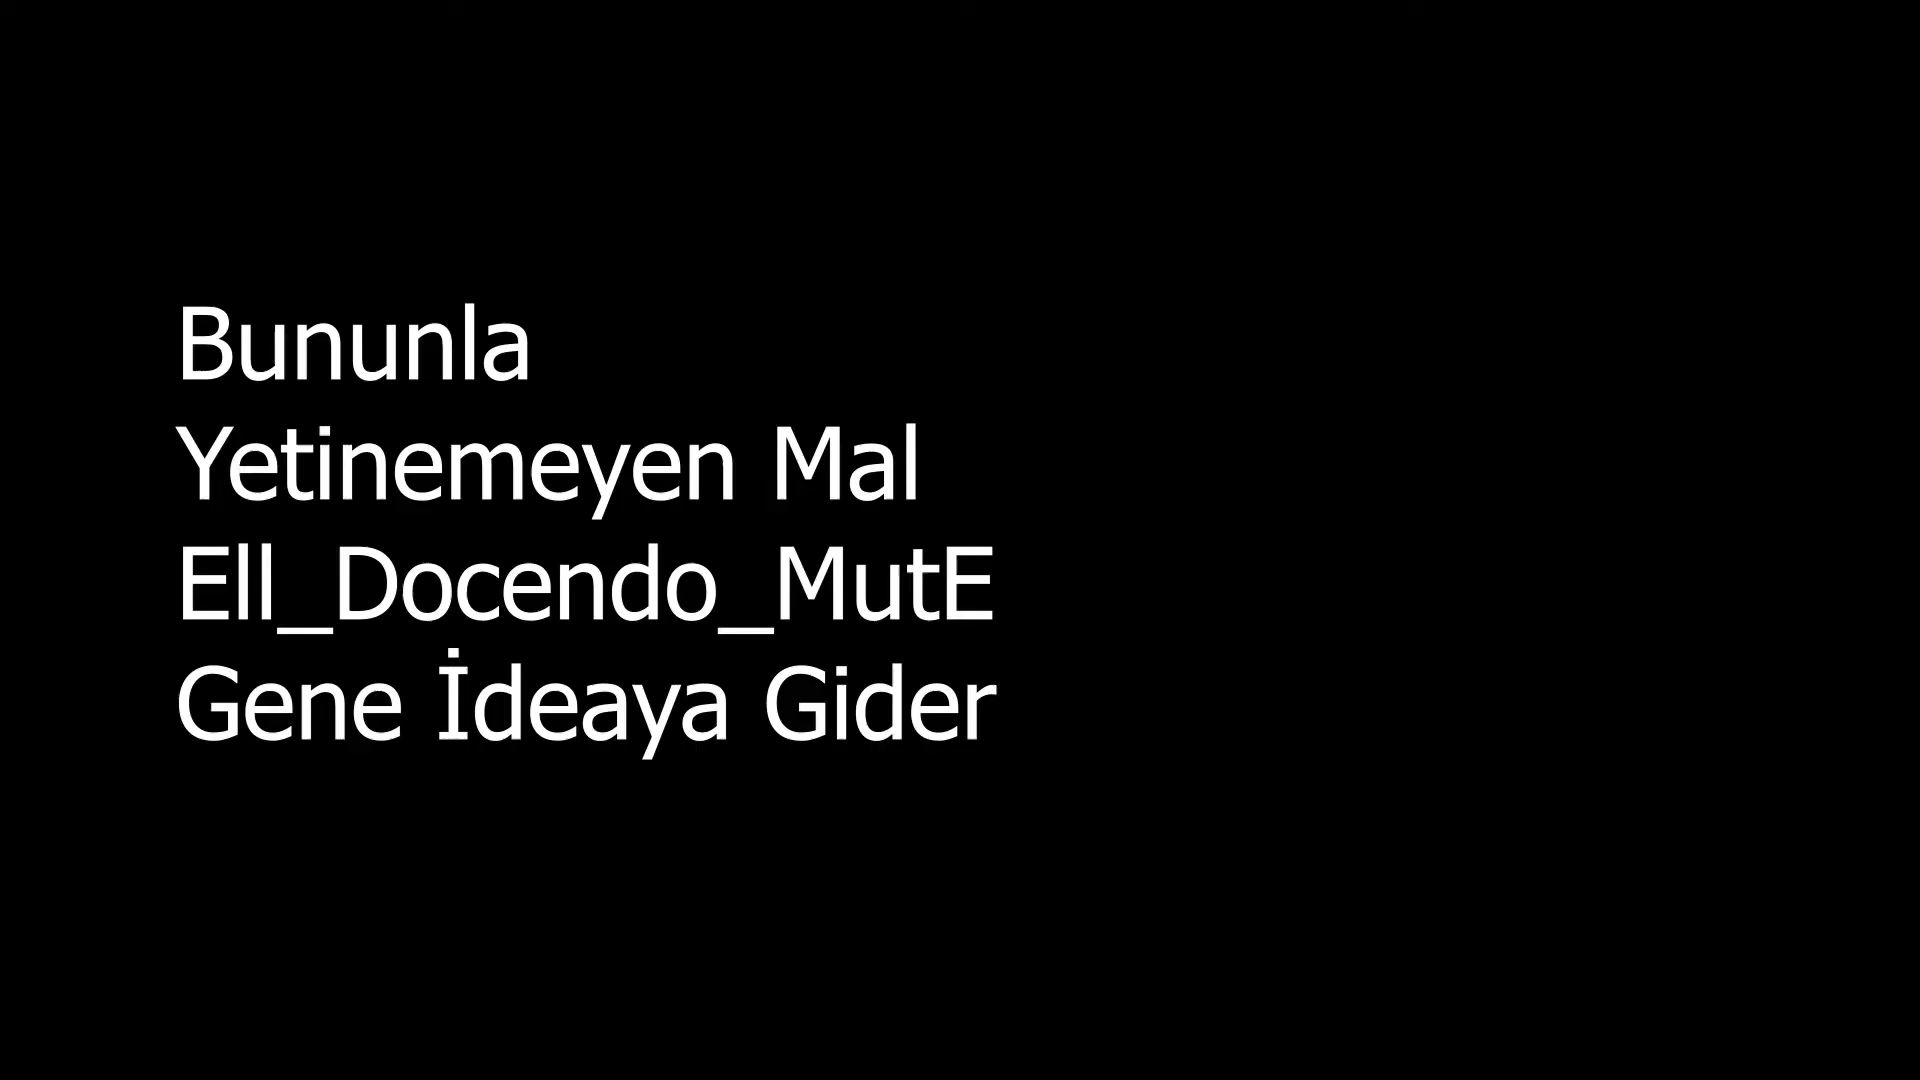 Bununla
Yetinemeyen Mal
Ell_Docendo_MutE
Gene İdeaya Gider